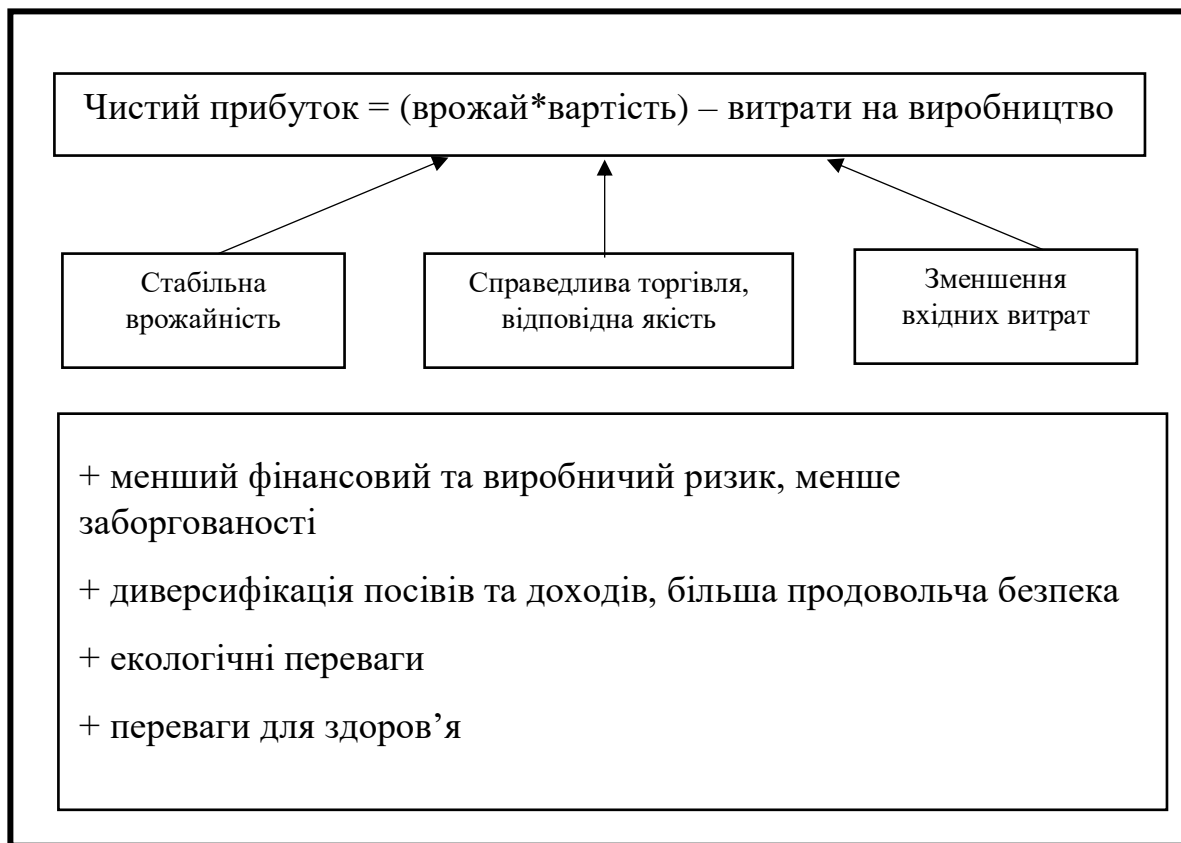 Чистий прибуток = (врожай*вартість) – витрати на виробництво
Стабільна
врожайність
Справедлива торгівля,
відповідна якість
Зменшення
вхідних витрат
+ менший фінансовий та виробничий ризик, менше
заборгованості
+ диверсифікація посівів та доходів, більша продовольча безпека
+ екологічні переваги
+ переваги для здоров’я